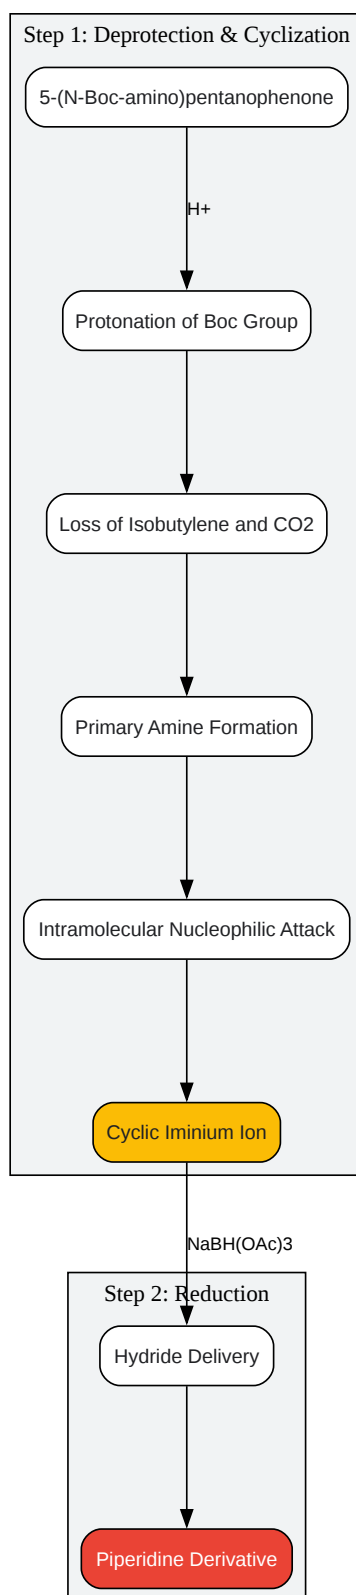 Step 1: Deprotection & Cyclization
5-(N-Boc-amino)pentanophenone
H+
Protonation of Boc Group
Loss of Isobutylene and CO2
Primary Amine Formation
Intramolecular Nucleophilic Attack
Cyclic Iminium Ion
NaBH(OAc)3
Step 2: Reduction
Hydride Delivery
Piperidine Derivative